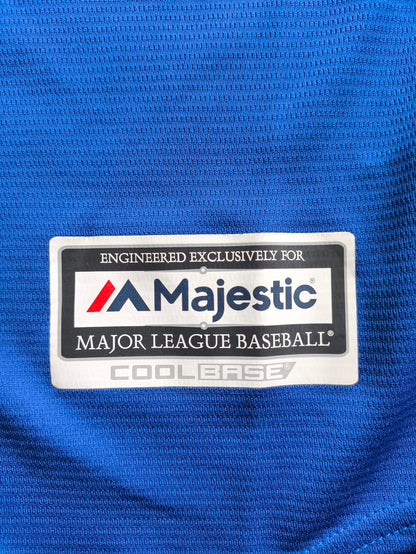 ENGINEERED EXCLUSIVELY FOR
Majestic®
MAJOR LEAGUE BASEBALL®
COOLBASE